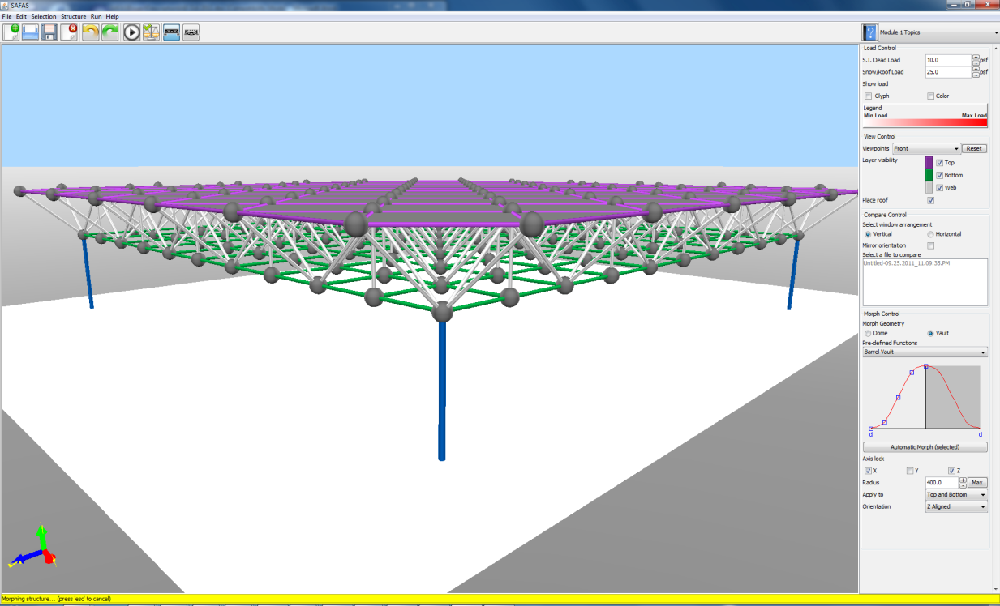 SAFAS
File Edit Selection Structure Run Help
Module 1 Topics
Load Control
S.I. Dead Load 10.0 psf
Snow/Roof Load 25.0 psf
Show load
Glyph Color
Legend
Min Load Max Load
View Control
Viewpoints Front Reset
Layer visibility Top
Bottom
Web
Place roof
Compare Control
Select window arrangement
Vertical Horizontal
Mirror orientation
Select a file to compare
Untitled-09.25.2011_11.09.35.PM
Morph Control
Morph Geometry
Dome Vault
Pre-defined Functions
Barrel Vault
d d
Automatic Morph (selected)
Axis lock
X Y Z
Radius 400.0 Max
Apply to Top and Bottom
Orientation Z Aligned
Morphing structure... (press 'esc' to cancel)